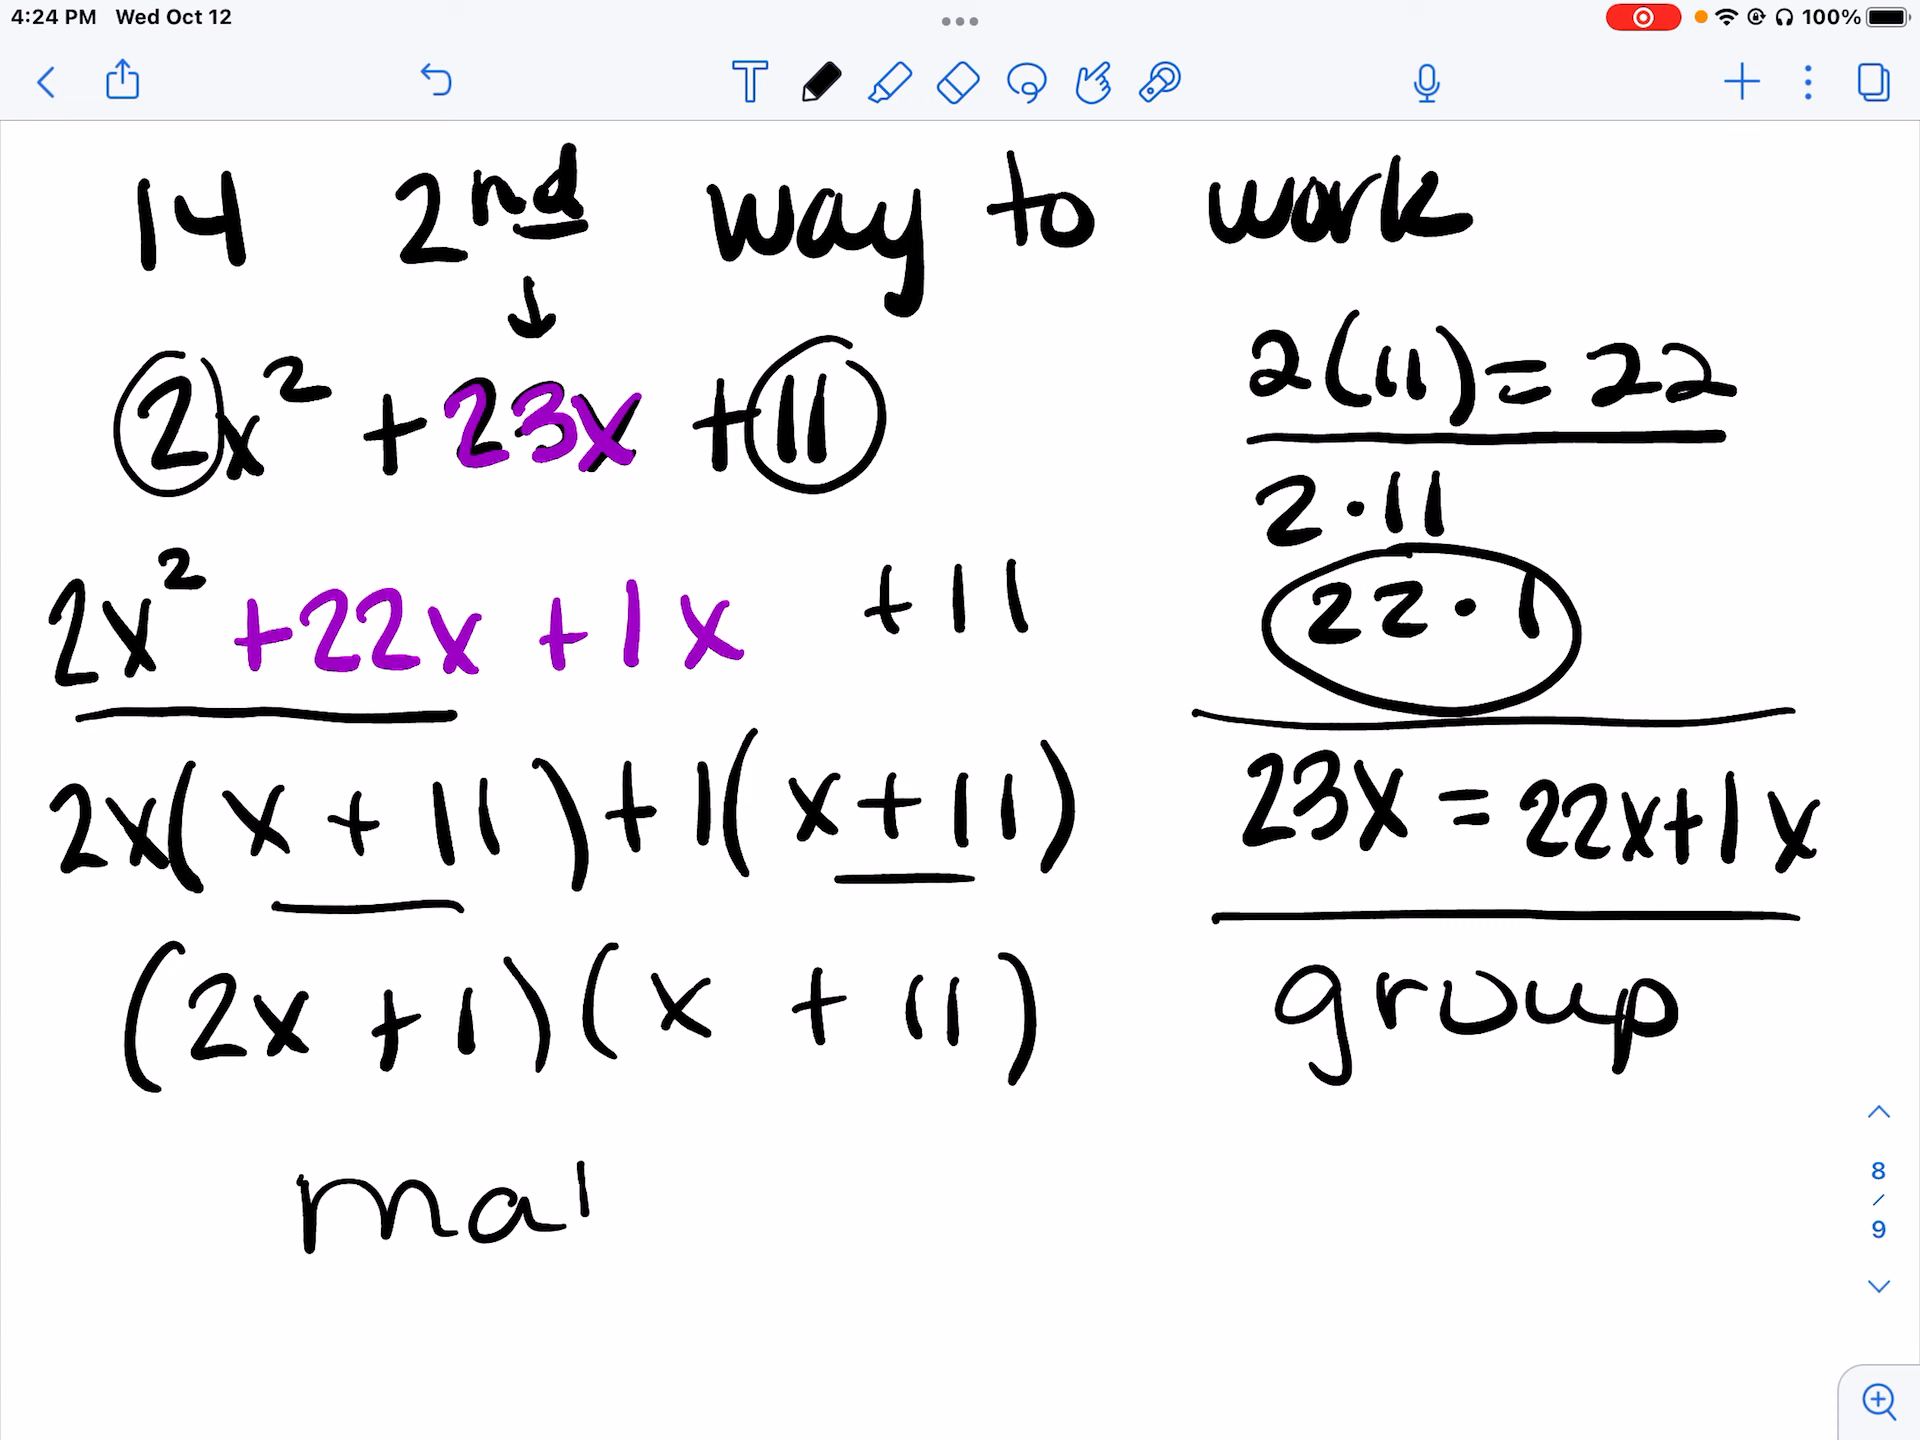 4:24 PM Wed Oct 12
100%
14 2nd way to work
2x² + 23x + 11
2x² + 22x + 1x + 11
2x(x + 11) + 1(x + 11)
(2x + 1)(x + 11)
2(11) = 22
2 · 11
22 · 1
23x = 22x + 1x
group
8
/
9